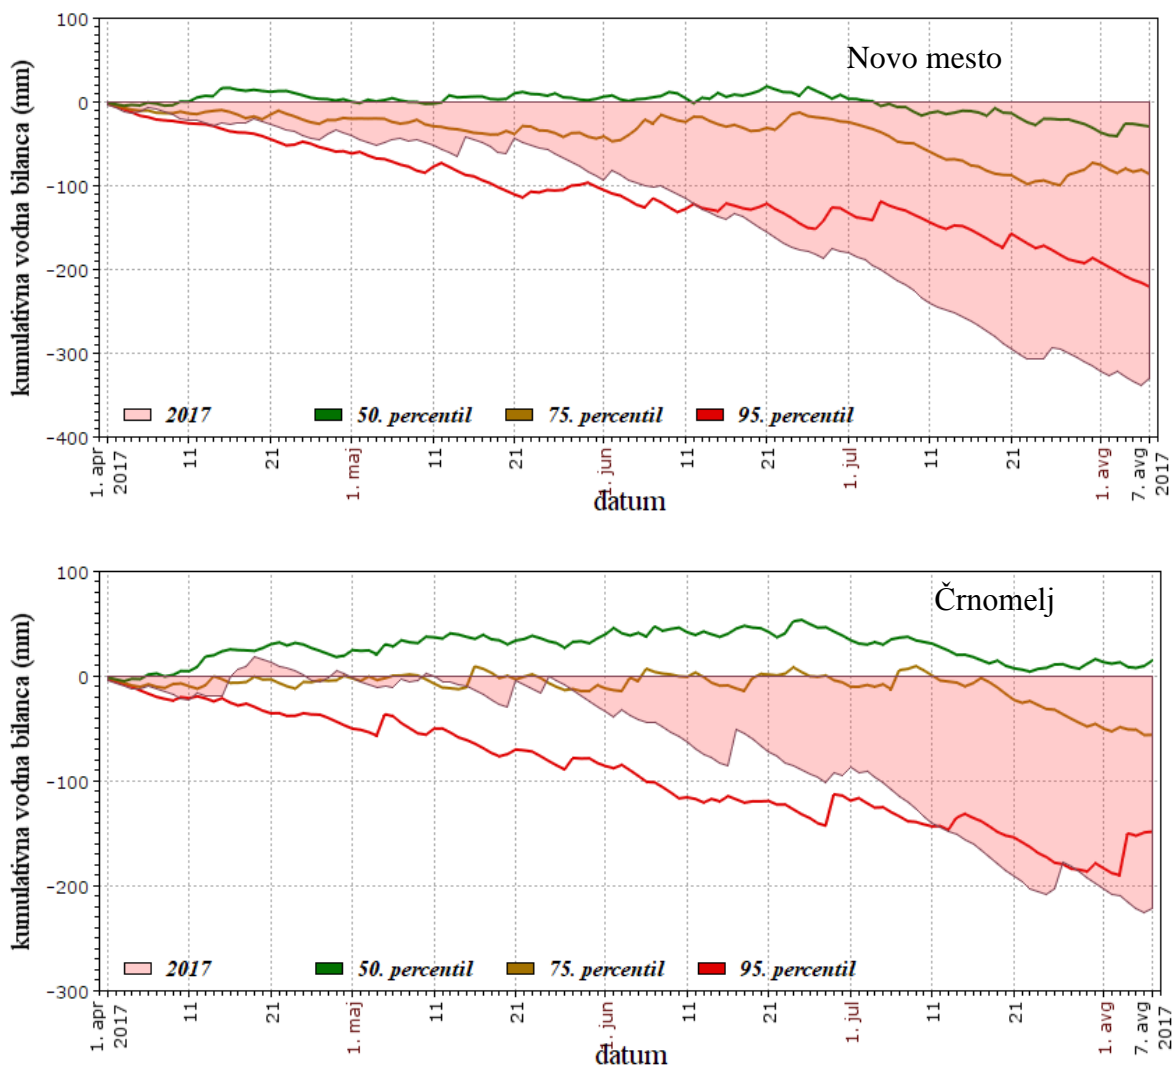 Novo mesto
kumulativna vodna bilanca (mm)
100
0
-100
-200
-300
-400
2017 50. percentil 75. percentil 95. percentil
1. apr 2017 11 21 1. maj 11 21 1. jun 11 21 1. jul 11 21 1. avg 7. avg 2017
datum
Črnomelj
kumulativna vodna bilanca (mm)
100
0
-100
-200
-300
2017 50. percentil 75. percentil 95. percentil
1. apr 2017 11 21 1. maj 11 21 1. jun 11 21 1. jul 11 21 1. avg 7. avg 2017
datum